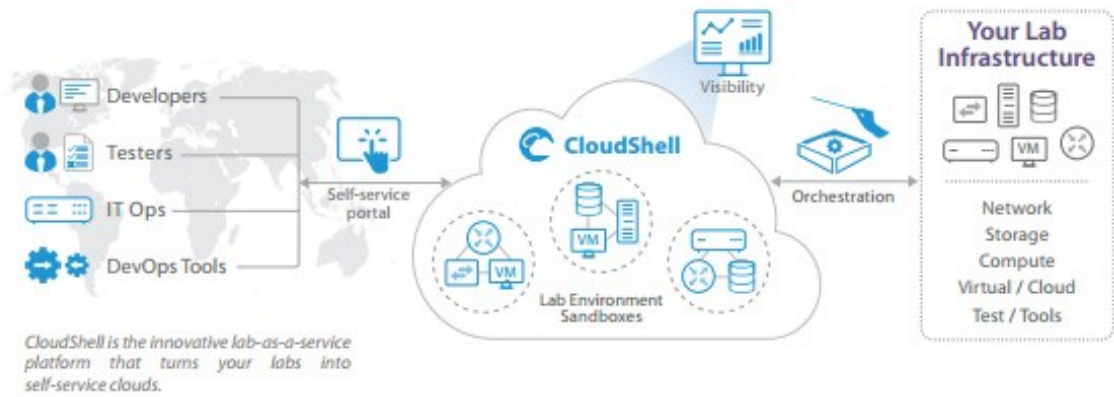 Developers
Testers
IT Ops
DevOps Tools
Self-service
portal
CloudShell
VM
VM
Lab Environment
Sandboxes
Visibility
Orchestration
Your Lab
Infrastructure
VM
Network
Storage
Compute
Virtual / Cloud
Test / Tools
CloudShell is the innovative lab-as-a-service
platform that turns your labs into
self-service clouds.